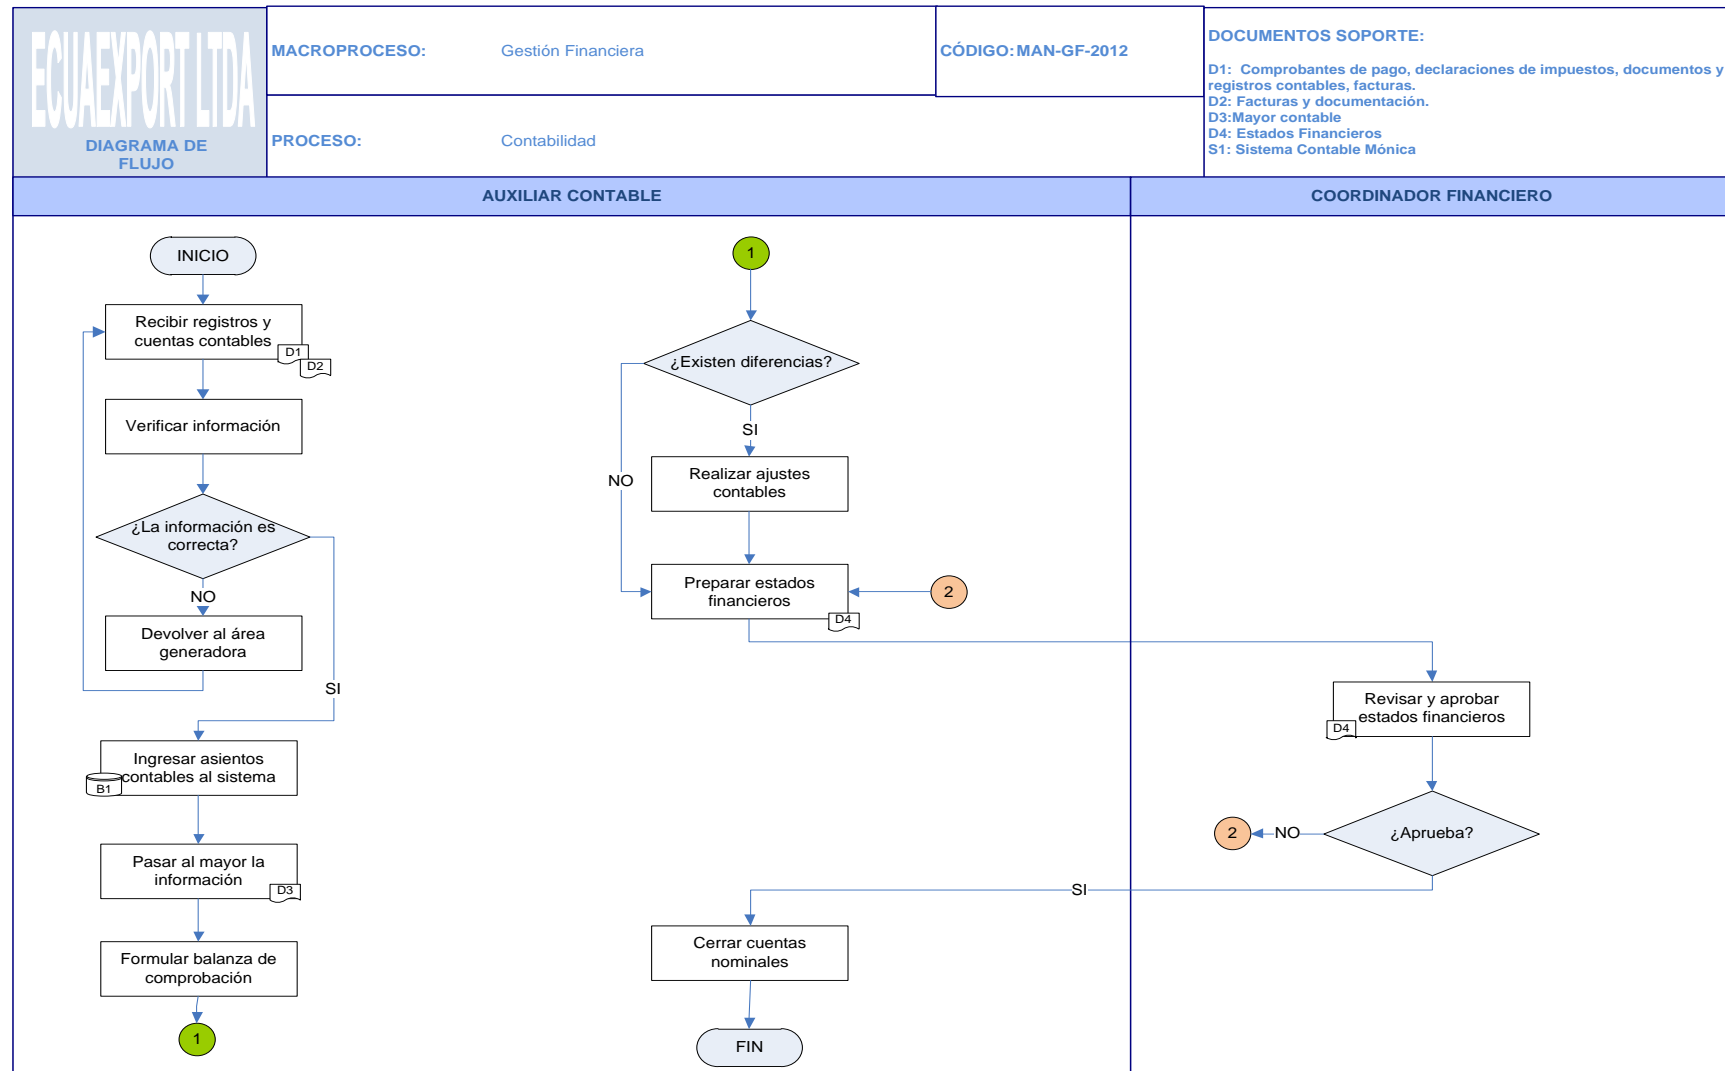 ECUAEXPORT LTDA
DIAGRAMA DE
FLUJO
MACROPROCESO: Gestión Financiera
CÓDIGO: MAN-GF-2012
PROCESO: Contabilidad
DOCUMENTOS SOPORTE:
D1: Comprobantes de pago, declaraciones de impuestos, documentos y
registros contables, facturas.
D2: Facturas y documentación.
D3:Mayor contable
D4: Estados Financieros
S1: Sistema Contable Mónica
AUXILIAR CONTABLE
COORDINADOR FINANCIERO
INICIO
Recibir registros y
cuentas contables
D1
D2
Verificar información
¿La información es
correcta?
NO
Devolver al área
generadora
SI
Ingresar asientos
contables al sistema
B1
Pasar al mayor la
información
D3
Formular balanza de
comprobación
1
1
¿Existen diferencias?
SI
NO
Realizar ajustes
contables
Preparar estados
financieros
D4
2
Revisar y aprobar
estados financieros
D4
¿Aprueba?
NO
2
SI
Cerrar cuentas
nominales
FIN